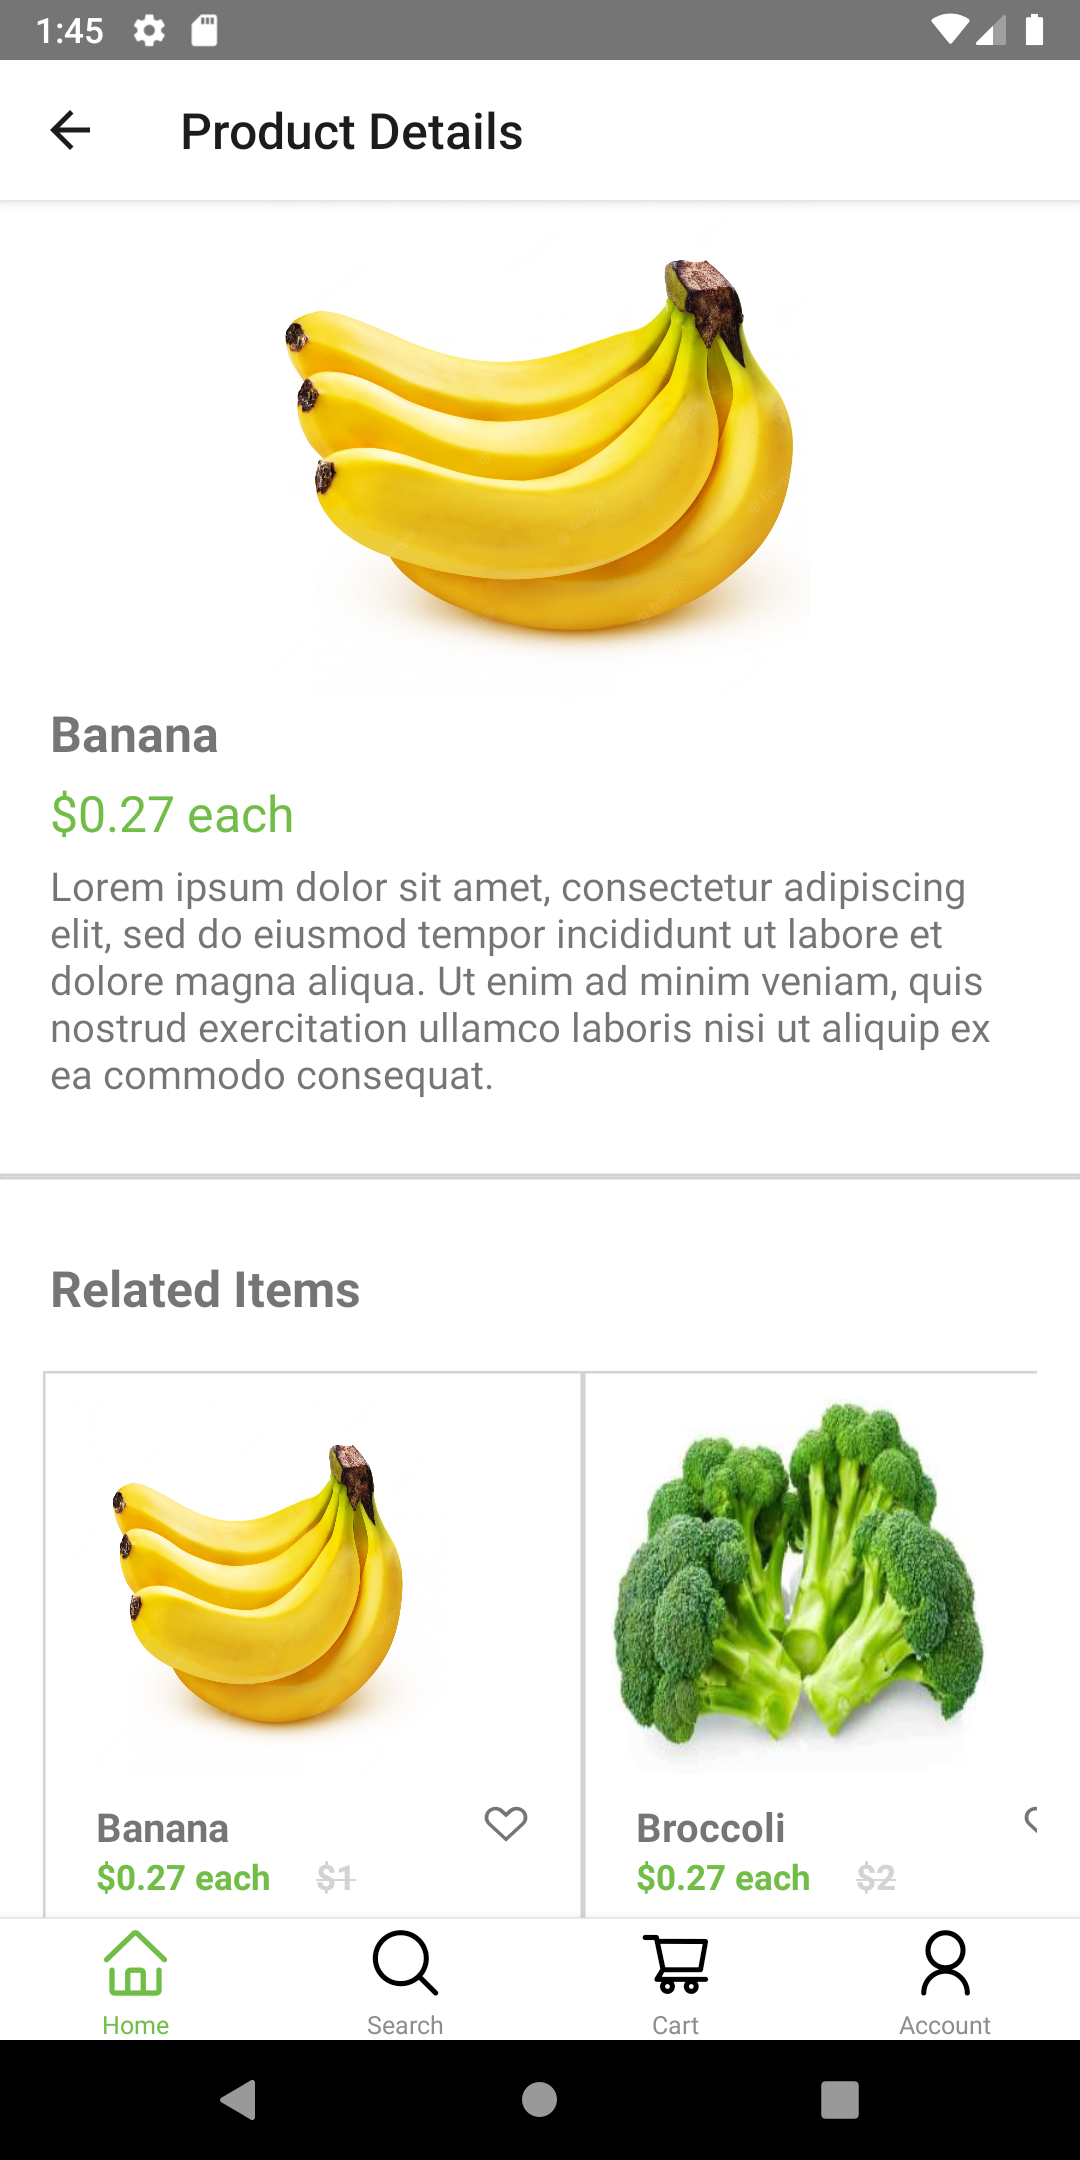 1:45
Product Details
Banana
$0.27 each
Lorem ipsum dolor sit amet, consectetur adipiscing
elit, sed do eiusmod tempor incididunt ut labore et
dolore magna aliqua. Ut enim ad minim veniam, quis
nostrud exercitation ullamco laboris nisi ut aliquip ex
ea commodo consequat.
Related Items
Banana
$0.27 each $1
Broccoli
$0.27 each $2
Home
Search
Cart
Account